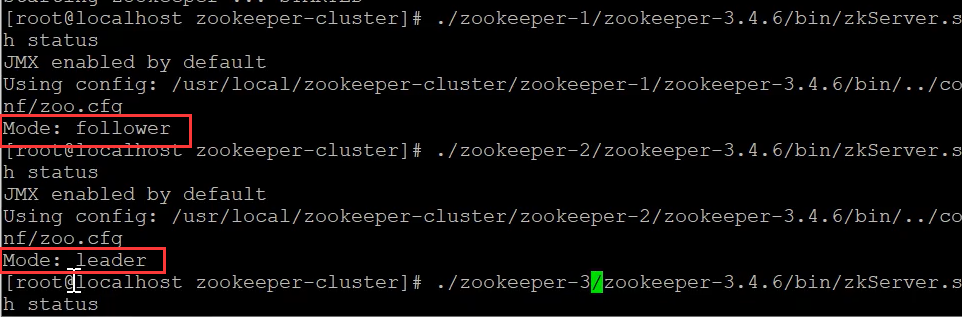 Starting zookeeper ... STARTED
[root@localhost zookeeper-cluster]# ./zookeeper-1/zookeeper-3.4.6/bin/zkServer.s
h status
JMX enabled by default
Using config: /usr/local/zookeeper-cluster/zookeeper-1/zookeeper-3.4.6/bin/../co
nf/zoo.cfg
Mode: follower
[root@localhost zookeeper-cluster]# ./zookeeper-2/zookeeper-3.4.6/bin/zkServer.s
h status
JMX enabled by default
Using config: /usr/local/zookeeper-cluster/zookeeper-2/zookeeper-3.4.6/bin/../co
nf/zoo.cfg
Mode: leader
[root@localhost zookeeper-cluster]# ./zookeeper-3/zookeeper-3.4.6/bin/zkServer.s
h status